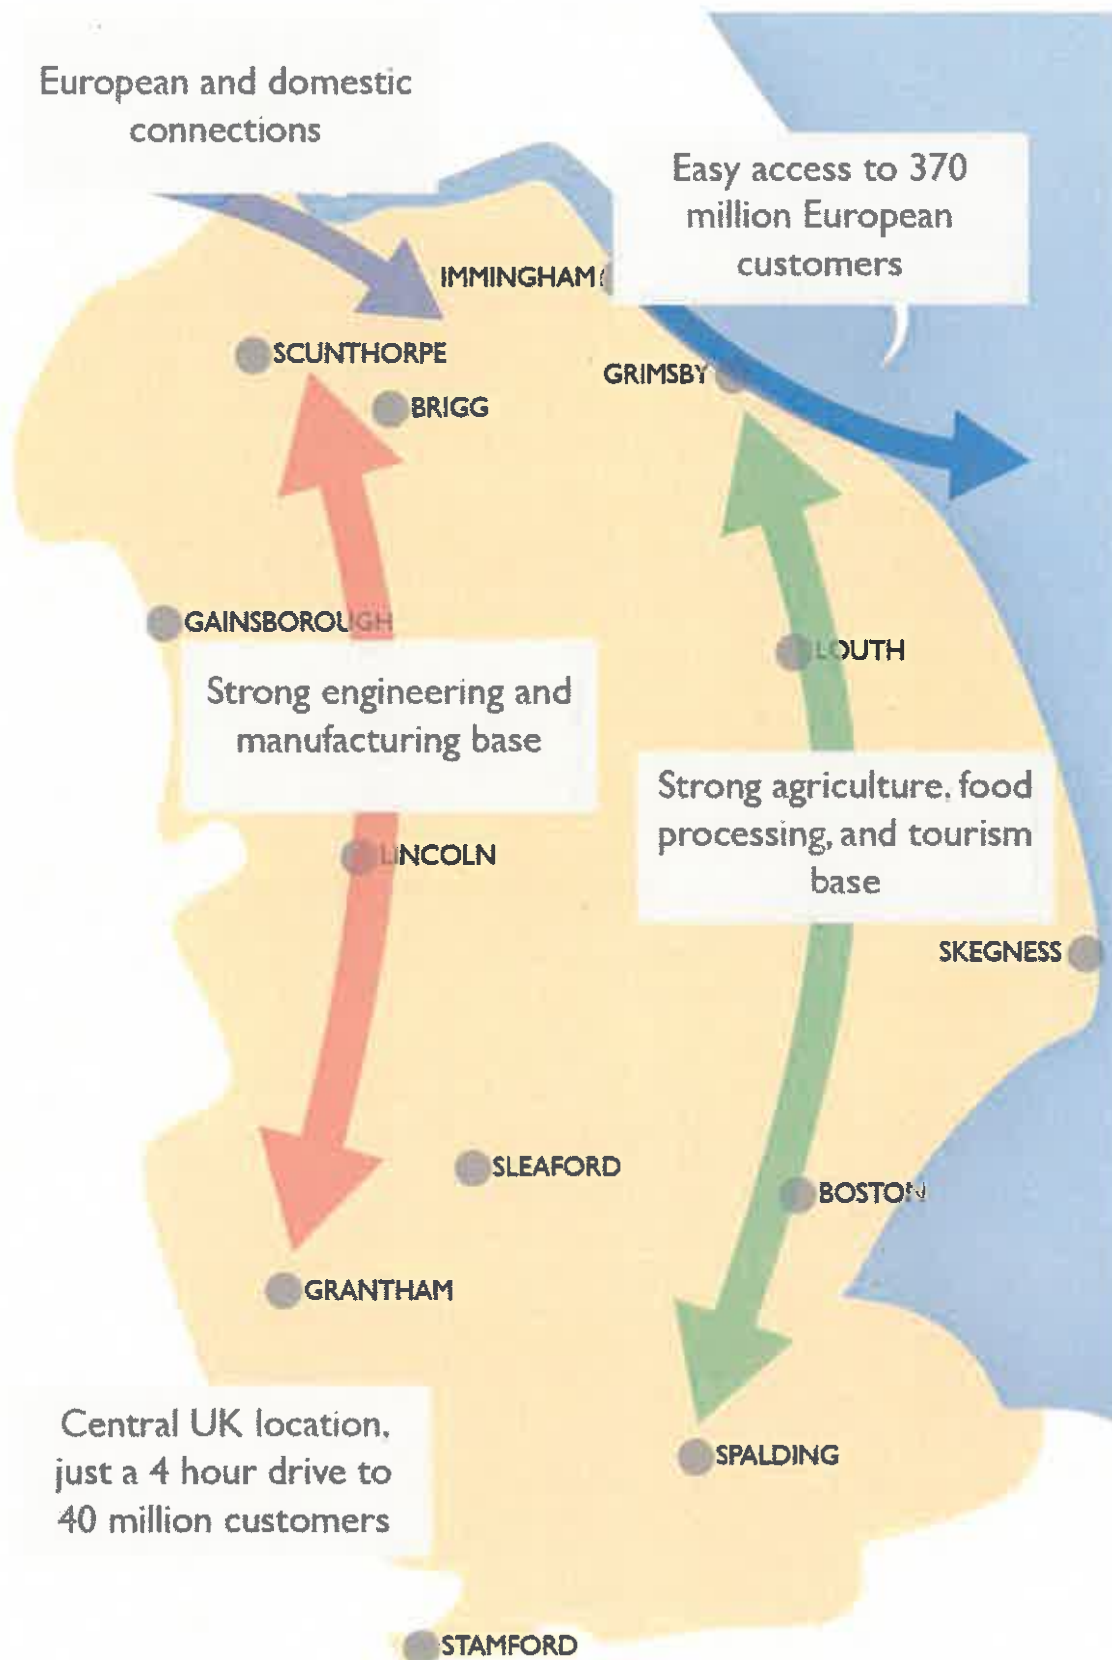 European and domestic
connections
Easy access to 370
million European
customers
IMMINGHAM
SCUNTHORPE
GRIMSBY
BRIGG
GAINSBOROUGH
LOUTH
Strong engineering and
manufacturing base
Strong agriculture, food
processing, and tourism
base
LINCOLN
SKEGNESS
SLEAFORD
BOSTON
GRANTHAM
Central UK location,
just a 4 hour drive to
40 million customers
SPALDING
STAMFORD